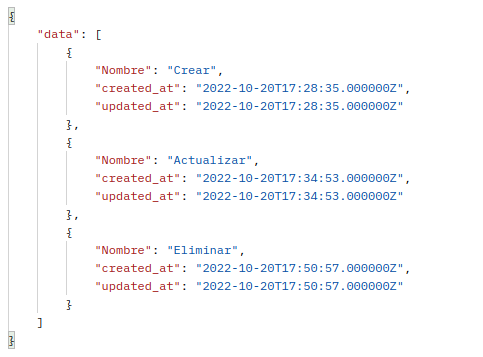 {
    "data": [
        {
            "Nombre": "Crear",
            "created_at": "2022-10-20T17:28:35.000000Z",
            "updated_at": "2022-10-20T17:28:35.000000Z"
        },
        {
            "Nombre": "Actualizar",
            "created_at": "2022-10-20T17:34:53.000000Z",
            "updated_at": "2022-10-20T17:34:53.000000Z"
        },
        {
            "Nombre": "Eliminar",
            "created_at": "2022-10-20T17:50:57.000000Z",
            "updated_at": "2022-10-20T17:50:57.000000Z"
        }
    ]
}